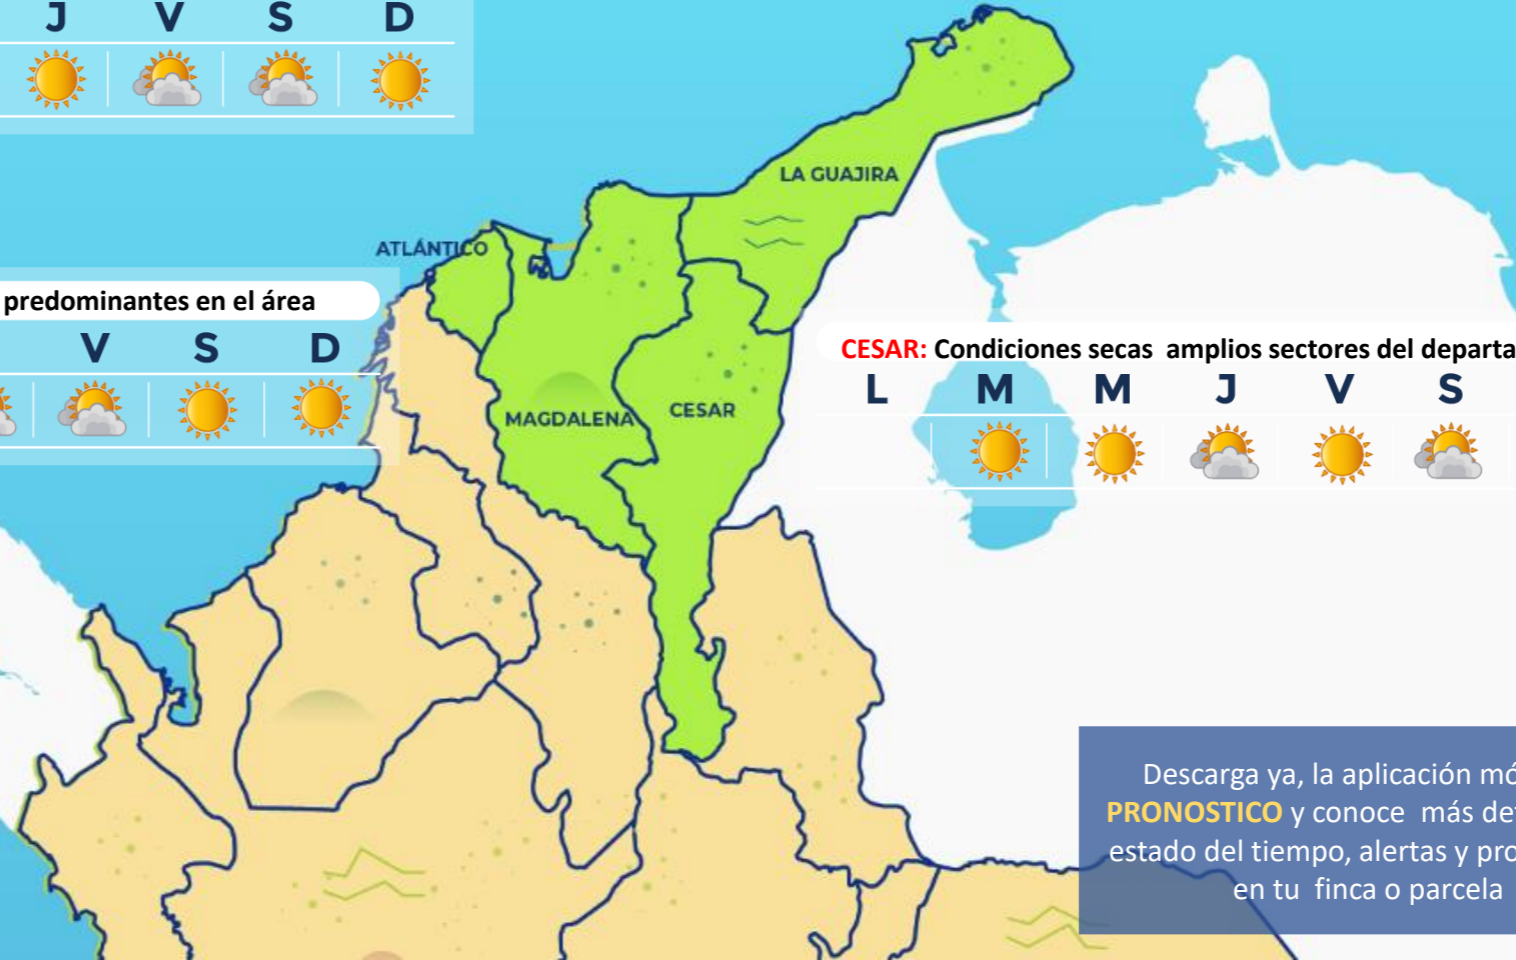 J V S D
LA GUAJIRA
ATLÁNTICO
predominantes en el área
V S D
CESAR: Condiciones secas amplios sectores del departa
L M M J V S
MAGDALENA
CESAR
Descarga ya, la aplicación mó
PRONOSTICO y conoce más de
estado del tiempo, alertas y pro
en tu finca o parcela